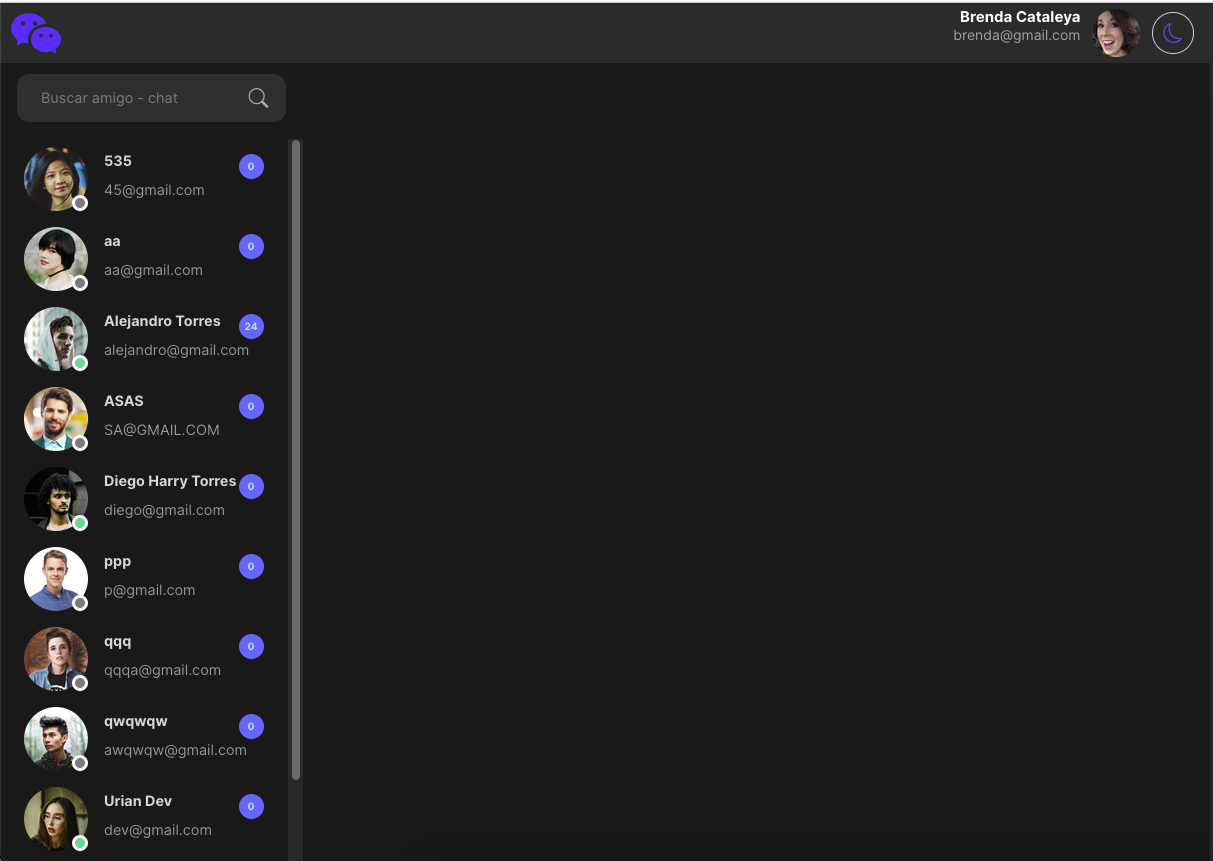 Brenda Cataleya
brenda@gmail.com
Buscar amigo - chat
535
0
45@gmail.com
aa
0
aa@gmail.com
Alejandro Torres
24
alejandro@gmail.com
ASAS
0
SA@GMAIL.COM
Diego Harry Torres
0
diego@gmail.com
ppp
0
p@gmail.com
qqq
0
qqqa@gmail.com
qwqwqw
0
awqwqw@gmail.com
Urian Dev
0
dev@gmail.com